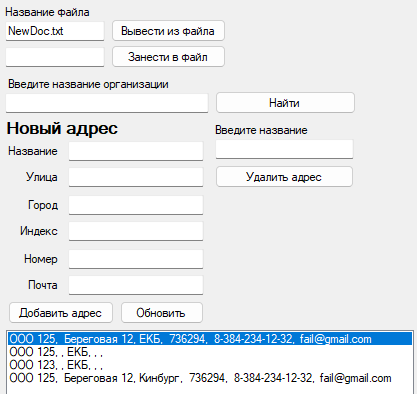 Название файла
NewDoc.txt
Вывести из файла
Занести в файл
Введите название организации
Найти
Новый адрес
Введите название
Название
Улица
Удалить адрес
Город
Индекс
Номер
Почта
Добавить адрес
Обновить
ООО 125,  Береговая 12, ЕКБ,  736294,  8-384-234-12-32, fail@gmail.com
ООО 125, , ЕКБ, , ,
ООО 123, , ЕКБ, , ,
ООО 125,  Береговая 12, Кинбург,  736294,  8-384-234-12-32, fail@gmail.com